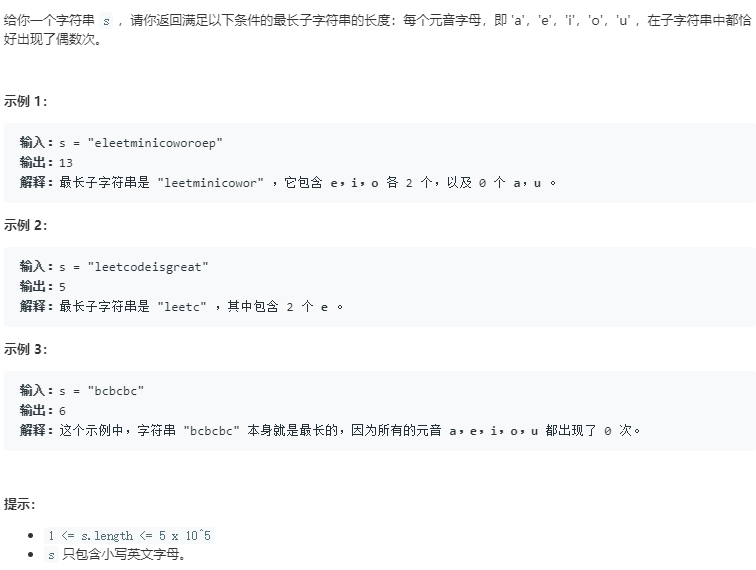 给你一个字符串 s ，请你返回满足以下条件的最长子字符串的长度：每个元音字母，即 'a'，'e'，'i'，'o'，'u' ，在子字符串中都恰
好出现了偶数次。
示例 1：
输入：s = "eleetminicoworoep"
输出：13
解释：最长子字符串是 "leetminicowor" ，它包含 e，i，o 各 2 个，以及 0 个 a，u 。
示例 2：
输入：s = "leetcodeisgreat"
输出：5
解释：最长子字符串是 "leetc" ，其中包含 2 个 e 。
示例 3：
输入：s = "bcbcbc"
输出：6
解释：这个示例中，字符串 "bcbcbc" 本身就是最长的，因为所有的元音 a，e，i，o，u 都出现了 0 次。
提示：
• 1 <= s.length <= 5 x 10^5
• s 只包含小写英文字母。